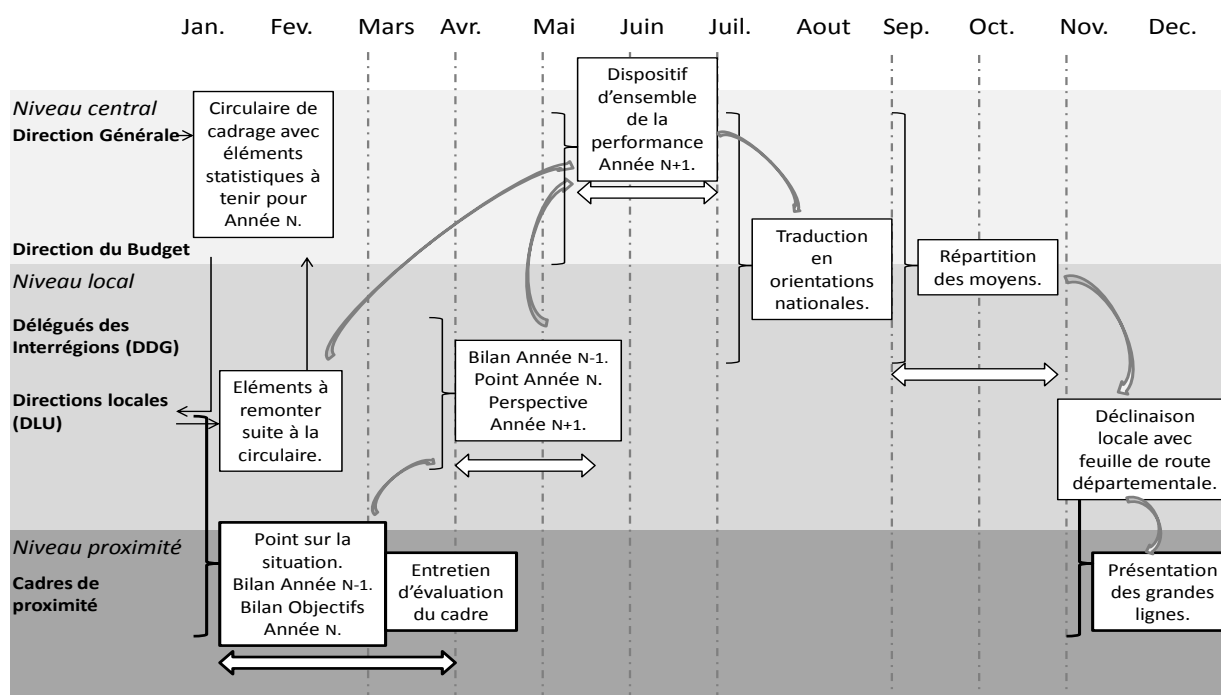 Jan. Fev. Mars Avr. Mai Juin Juil. Aout Sep. Oct. Nov. Dec.
Niveau central
Direction Générale
Direction du Budget
Circulaire de
cadrage avec
éléments
statistiques à
tenir pour
Année N.
Dispositif
d’ensemble
de la
performance
Année N+1.
Traduction
en
orientations
nationales.
Répartition
des moyens.
Niveau local
Délégués des
Interrégions (DDG)
Directions locales
(DLU)
Eléments à
remonter
suite à la
circulaire.
Bilan Année N-1.
Point Année N.
Perspective
Année N+1.
Déclinaison
locale avec
feuille de route
départementale.
Niveau proximité
Cadres de
proximité
Point sur la
situation.
Bilan Année N-1.
Bilan Objectifs
Année N.
Entretien
d’évaluation
du cadre
Présentation
des grandes
lignes.